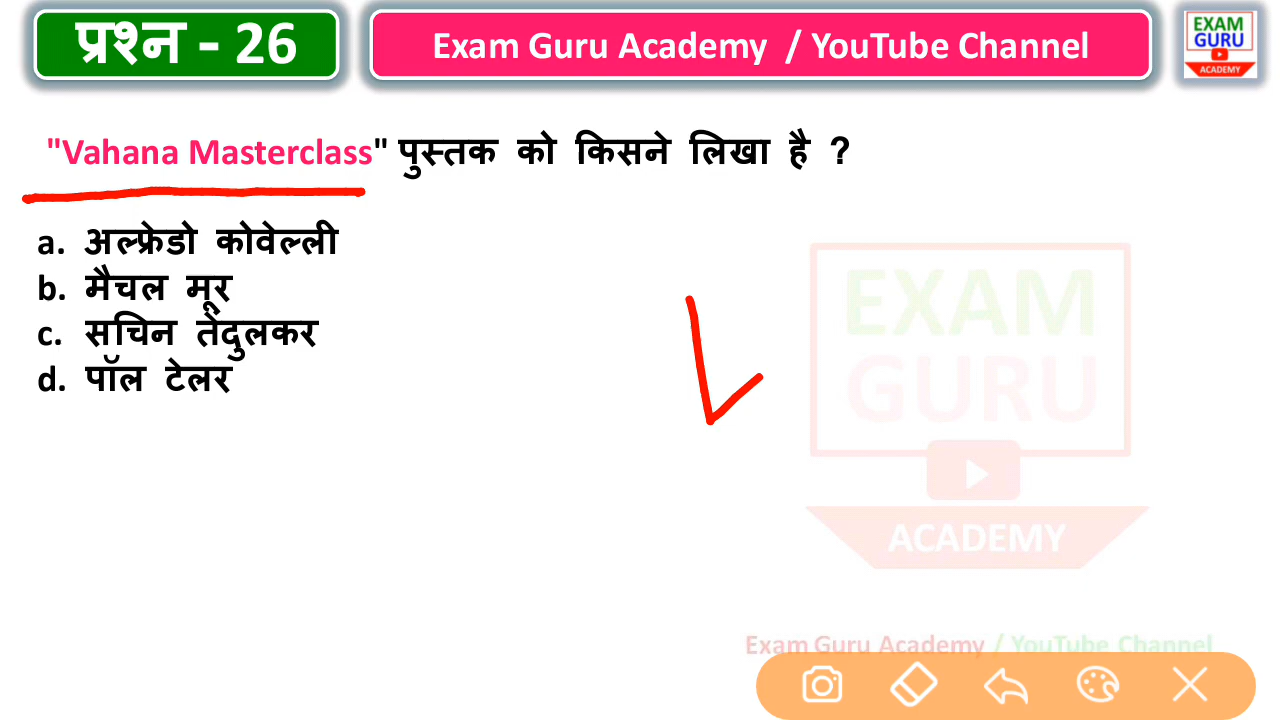 प्रश्न - 26
Exam Guru Academy / YouTube Channel
EXAM
GURU
ACADEMY
"Vahana Masterclass" पुस्तक को किसने लिखा है ?
a. अल्फ्रेडो कोवेल्ली
b. मैचल मूर
c. सचिन तेंदुलकर
d. पॉल टेलर
EXAM
GURU
ACADEMY
Exam Guru Academy / YouTube Channel